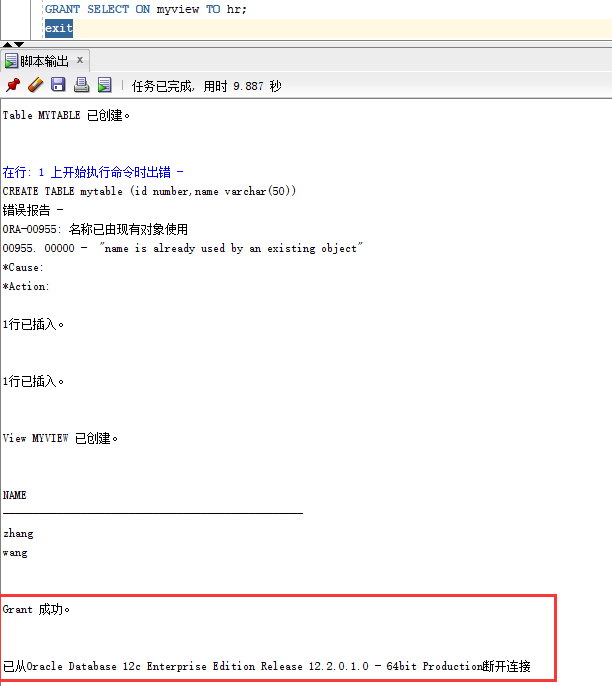 GRANT SELECT ON myview TO hr;
exit
脚本输出 x
任务已完成, 用时 9.887 秒
Table MYTABLE 已创建。
在行: 1 上开始执行命令时出错 -
CREATE TABLE mytable (id number,name varchar(50))
错误报告 -
ORA-00955: 名称已由现有对象使用
00955. 00000 -  "name is already used by an existing object"
*Cause:
*Action:
1行已插入。
1行已插入。
View MYVIEW 已创建。
NAME
--------------------------------------------------
zhang
wang
Grant 成功。
已从Oracle Database 12c Enterprise Edition Release 12.2.0.1.0 - 64bit Production断开连接